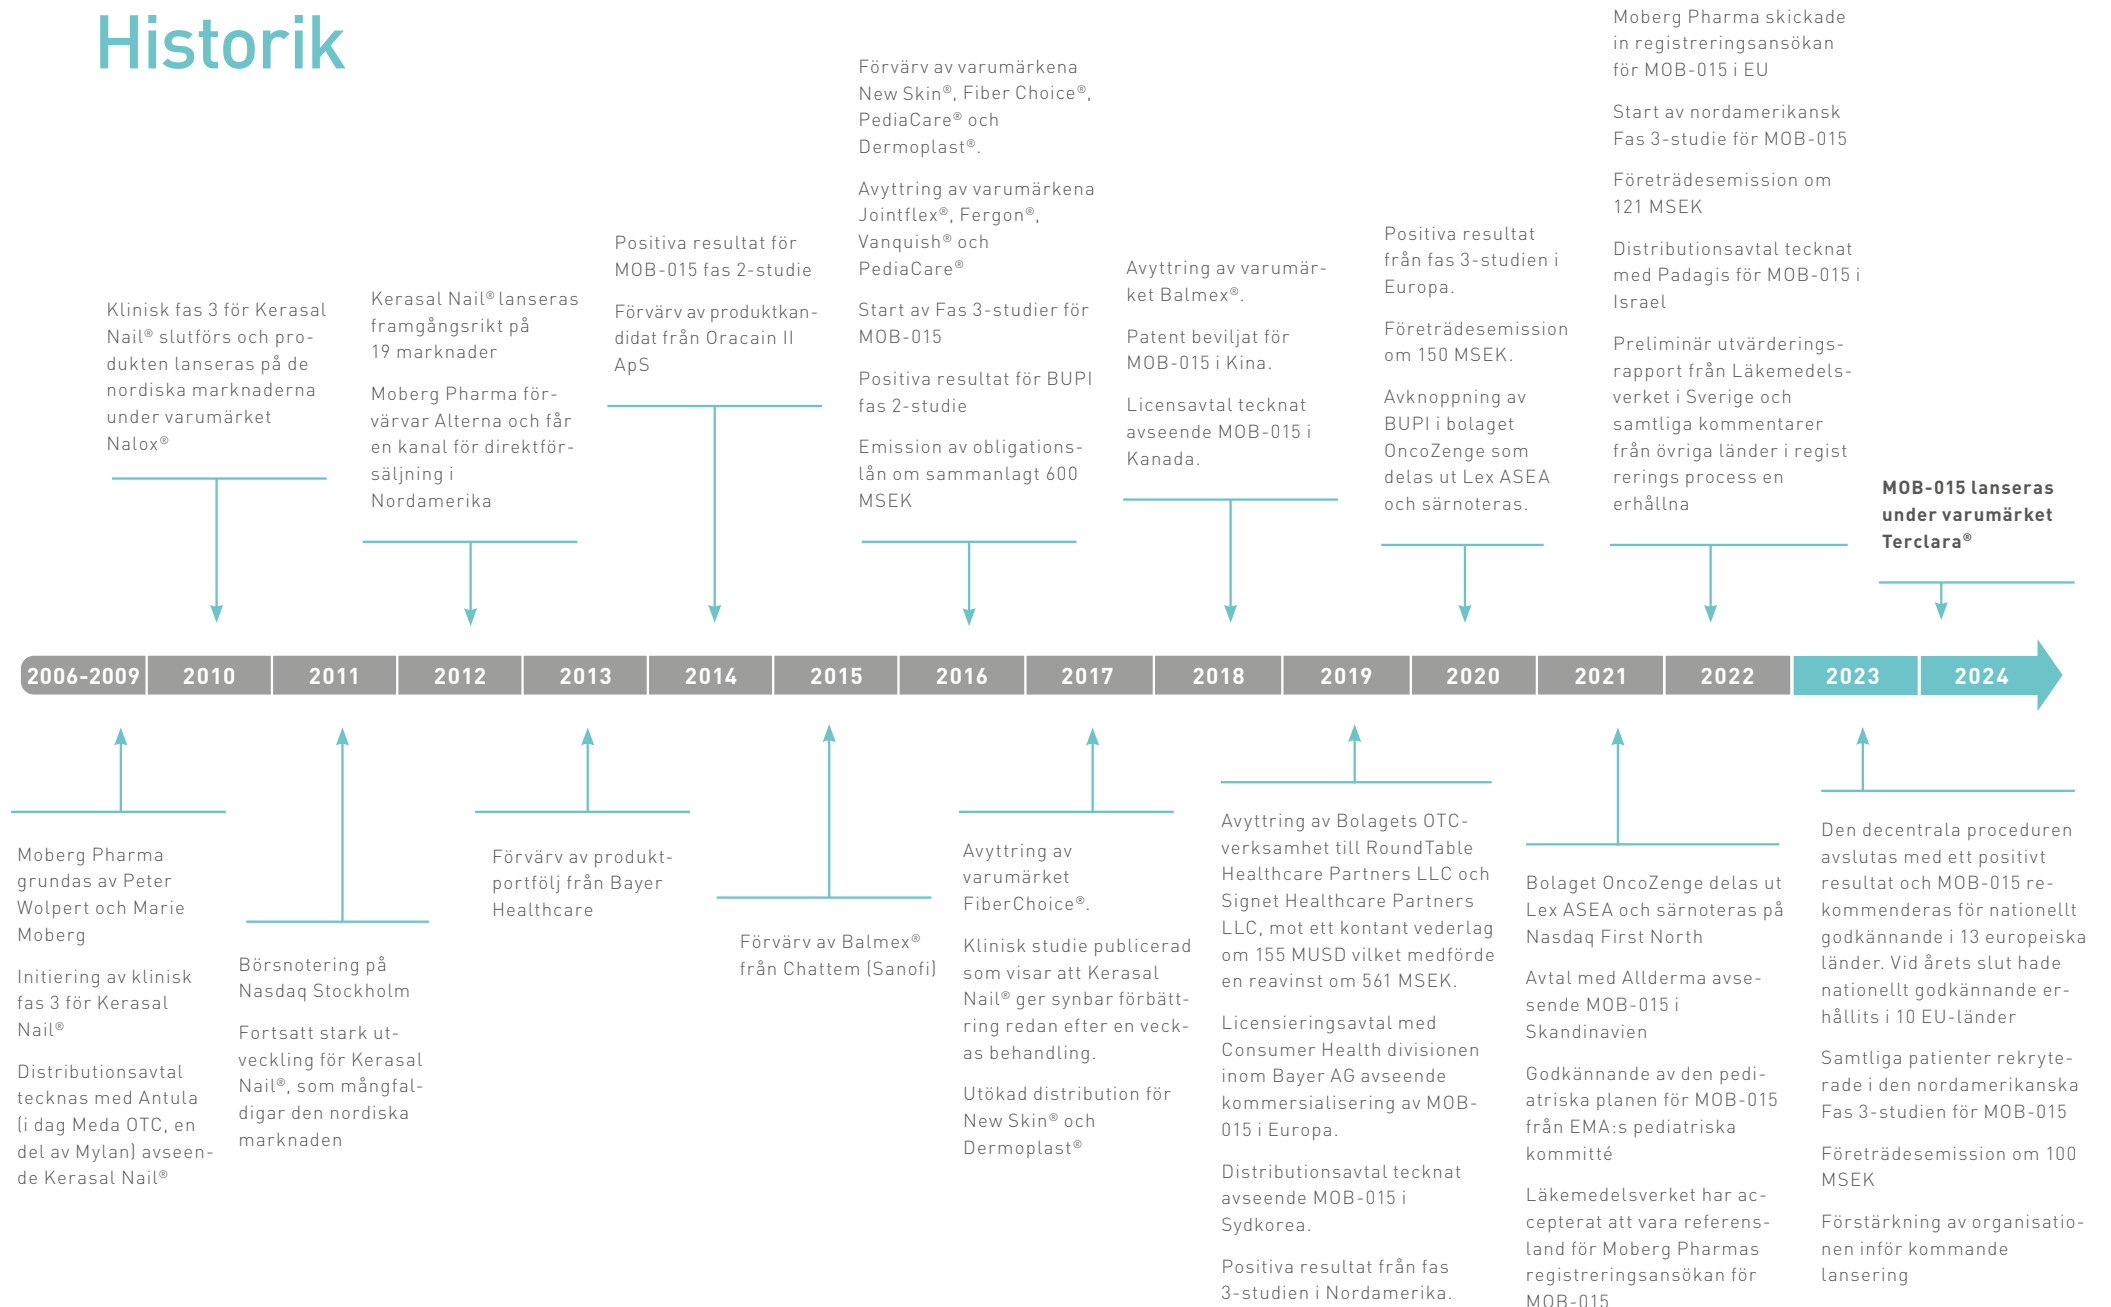 Historik
Klinisk fas 3 för Kerasal
Nail® slutförs och pro-
dukten lanseras på de
nordiska marknaderna
under varumärket
Nalox®
Kerasal Nail® lanseras
framgångsrikt på
19 marknader
Moberg Pharma för-
värvar Alterna och får
en kanal för direktför-
säljning i
Nordamerika
Positiva resultat för
MOB-015 fas 2-studie
Förvärv av produktkan-
didat från Oracain II
ApS
Förvärv av varumärkena
New Skin®, Fiber Choice®,
PediaCare® och
Dermoplast®.
Avyttring av varumärkena
Jointflex®, Fergon®,
Vanquish® och
PediaCare®
Start av Fas 3-studier för
MOB-015
Positiva resultat för BUPI
fas 2-studie
Emission av obligations-
lån om sammanlagt 600
MSEK
Avyttring av varumär-
ket Balmex®.
Patent beviljat för
MOB-015 i Kina.
Licensavtal tecknat
avseende MOB-015 i
Kanada.
Positiva resultat
från fas 3-studien i
Europa.
Företrädesemission
om 150 MSEK.
Avknoppning av
BUPI i bolaget
OncoZenge som
delas ut Lex ASEA
och särnoteras.
Moberg Pharma skickade
in registreringsansökan
för MOB-015 i EU
Start av nordamerikansk
Fas 3-studie för MOB-015
Företrädesemission om
121 MSEK
Distributionsavtal tecknat
med Padagis för MOB-015 i
Israel
Preliminär utvärderings-
rapport från Läkemedels-
verket i Sverige och
samtliga kommentarer
från övriga länder i regist
rerings process en
erhållna
MOB-015 lanseras
under varumärket
Terclara®
2006-2009 2010 2011 2012 2013 2014 2015 2016 2017 2018 2019 2020 2021 2022 2023 2024
Moberg Pharma
grundas av Peter
Wolpert och Marie
Moberg
Initiering av klinisk
fas 3 för Kerasal
Nail®
Distributionsavtal
tecknas med Antula
(i dag Meda OTC, en
del av Mylan) avseen-
de Kerasal Nail®
Börsnotering på
Nasdaq Stockholm
Fortsatt stark ut-
veckling för Kerasal
Nail®, som mångfal-
digar den nordiska
marknaden
Förvärv av produkt-
portfölj från Bayer
Healthcare
Förvärv av Balmex®
från Chattem (Sanofi)
Avyttring av
varumärket
FiberChoice®.
Klinisk studie publicerad
som visar att Kerasal
Nail® ger synbar förbätt-
ring redan efter en veck-
as behandling.
Utökad distribution för
New Skin® och
Dermoplast®
Avyttring av Bolagets OTC-
verksamhet till RoundTable
Healthcare Partners LLC och
Signet Healthcare Partners
LLC, mot ett kontant vederlag
om 155 MUSD vilket medförde
en reavinst om 561 MSEK.
Licensieringsavtal med
Consumer Health divisionen
inom Bayer AG avseende
kommersialisering av MOB-
015 i Europa.
Distributionsavtal tecknat
avseende MOB-015 i
Sydkorea.
Positiva resultat från fas
3-studien i Nordamerika.
Bolaget OncoZenge delas ut
Lex ASEA och särnoteras på
Nasdaq First North
Avtal med Allderma avse-
sende MOB-015 i
Skandinavien
Godkännande av den pedi-
atriska planen för MOB-015
från EMA:s pediatriska
kommitté
Läkemedelsverket har ac-
cepterat att vara referens-
land för Moberg Pharmas
registreringsansökan för
MOB-015
Den decentrala proceduren
avslutas med ett positivt
resultat och MOB-015 re-
kommenderas för nationellt
godkännande i 13 europeiska
länder. Vid årets slut hade
nationellt godkännande er-
hållits i 10 EU-länder
Samtliga patienter rekryte-
rade i den nordamerikanska
Fas 3-studien för MOB-015
Företrädesemission om 100
MSEK
Förstärkning av organisatio-
nen inför kommande
lansering